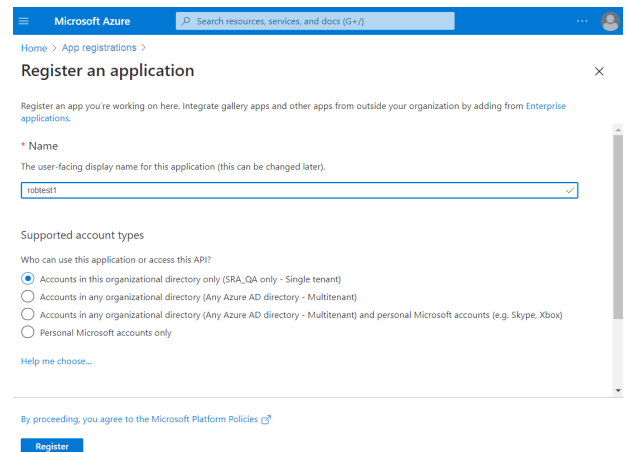 Microsoft Azure
Search resources, services, and docs (G+/)
...
Home > App registrations >
Register an application
Register an app you're working on here. Integrate gallery apps and other apps from outside your organization by adding from Enterprise
applications.
* Name
The user-facing display name for this application (this can be changed later).
robtest1
Supported account types
Who can use this application or access this API?
Accounts in this organizational directory only (SRA_QA only - Single tenant)
Accounts in any organizational directory (Any Azure AD directory - Multitenant)
Accounts in any organizational directory (Any Azure AD directory - Multitenant) and personal Microsoft accounts (e.g. Skype, Xbox)
Personal Microsoft accounts only
Help me choose...
By proceeding, you agree to the Microsoft Platform Policies
Register